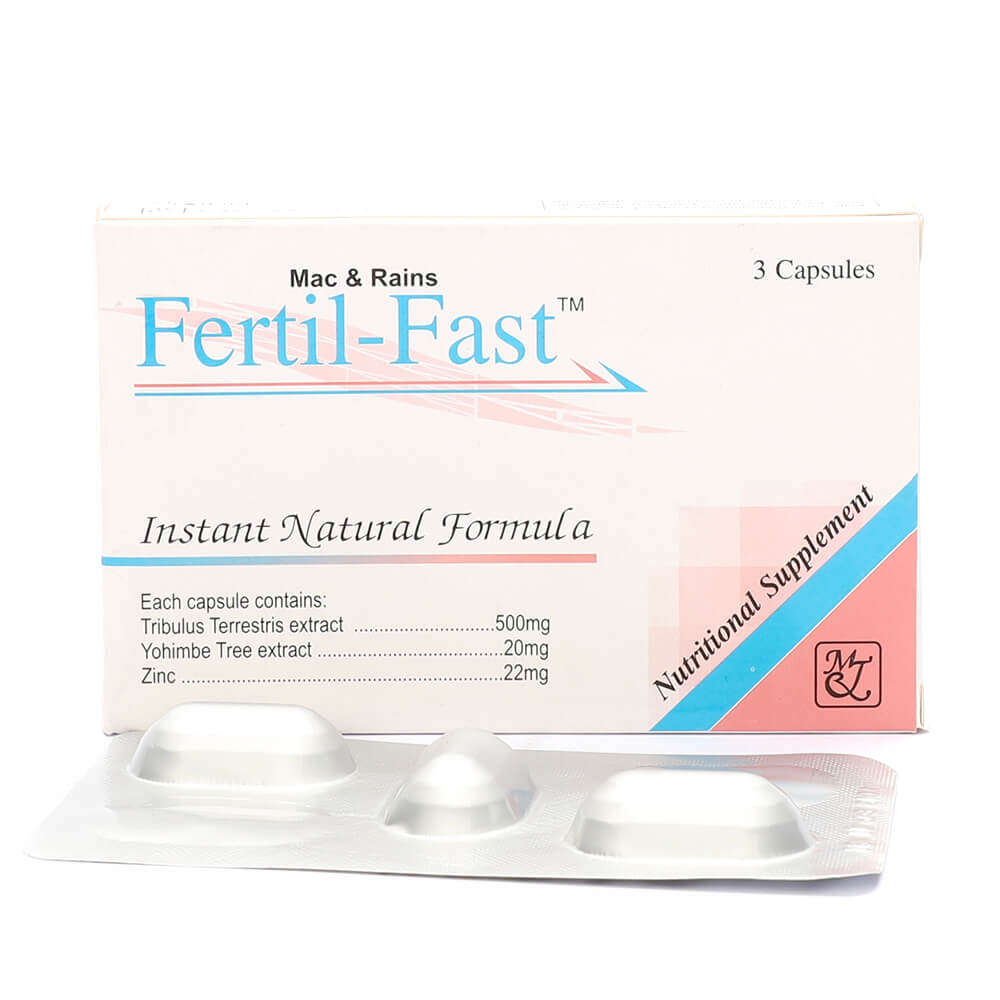 Mac & Rains
3 Capsules
Fertil-Fast™
Instant Natural Formula
Each capsule contains:
Tribulus Terrestris extract ..............................500mg
Yohimbe Tree extract ........................................20mg
Zinc .....................................................................22mg
Nutritional Supplement